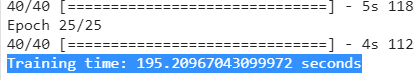 40/40 [==============================] - 5s 118
Epoch 25/25
40/40 [==============================] - 4s 112
Training time: 195.20967043099972 seconds